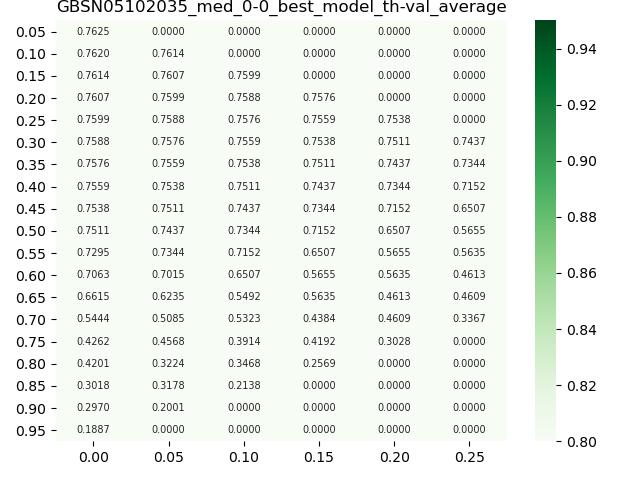 GBSN05102035_med_0-0_best_model_th-val_average
0.05 0.7625 0.0000 0.0000 0.0000 0.0000 0.0000
0.10 0.7620 0.7614 0.0000 0.0000 0.0000 0.0000
0.15 0.7614 0.7607 0.7599 0.0000 0.0000 0.0000
0.20 0.7607 0.7599 0.7588 0.7576 0.0000 0.0000
0.25 0.7599 0.7588 0.7576 0.7559 0.7538 0.0000
0.30 0.7588 0.7576 0.7559 0.7538 0.7511 0.7437
0.35 0.7576 0.7559 0.7538 0.7511 0.7437 0.7344
0.40 0.7559 0.7538 0.7511 0.7437 0.7344 0.7152
0.45 0.7538 0.7511 0.7437 0.7344 0.7152 0.6507
0.50 0.7511 0.7437 0.7344 0.7152 0.6507 0.5655
0.55 0.7295 0.7344 0.7152 0.6507 0.5655 0.5635
0.60 0.7063 0.7015 0.6507 0.5655 0.5635 0.4613
0.65 0.6615 0.6235 0.5492 0.5635 0.4613 0.4609
0.70 0.5444 0.5085 0.5323 0.4384 0.4609 0.3367
0.75 0.4262 0.4568 0.3914 0.4192 0.3028 0.0000
0.80 0.4201 0.3224 0.3468 0.2569 0.0000 0.0000
0.85 0.3018 0.3178 0.2138 0.0000 0.0000 0.0000
0.90 0.2970 0.2001 0.0000 0.0000 0.0000 0.0000
0.95 0.1887 0.0000 0.0000 0.0000 0.0000 0.0000
0.00 0.05 0.10 0.15 0.20 0.25
0.94
0.92
0.90
0.88
0.86
0.84
0.82
0.80